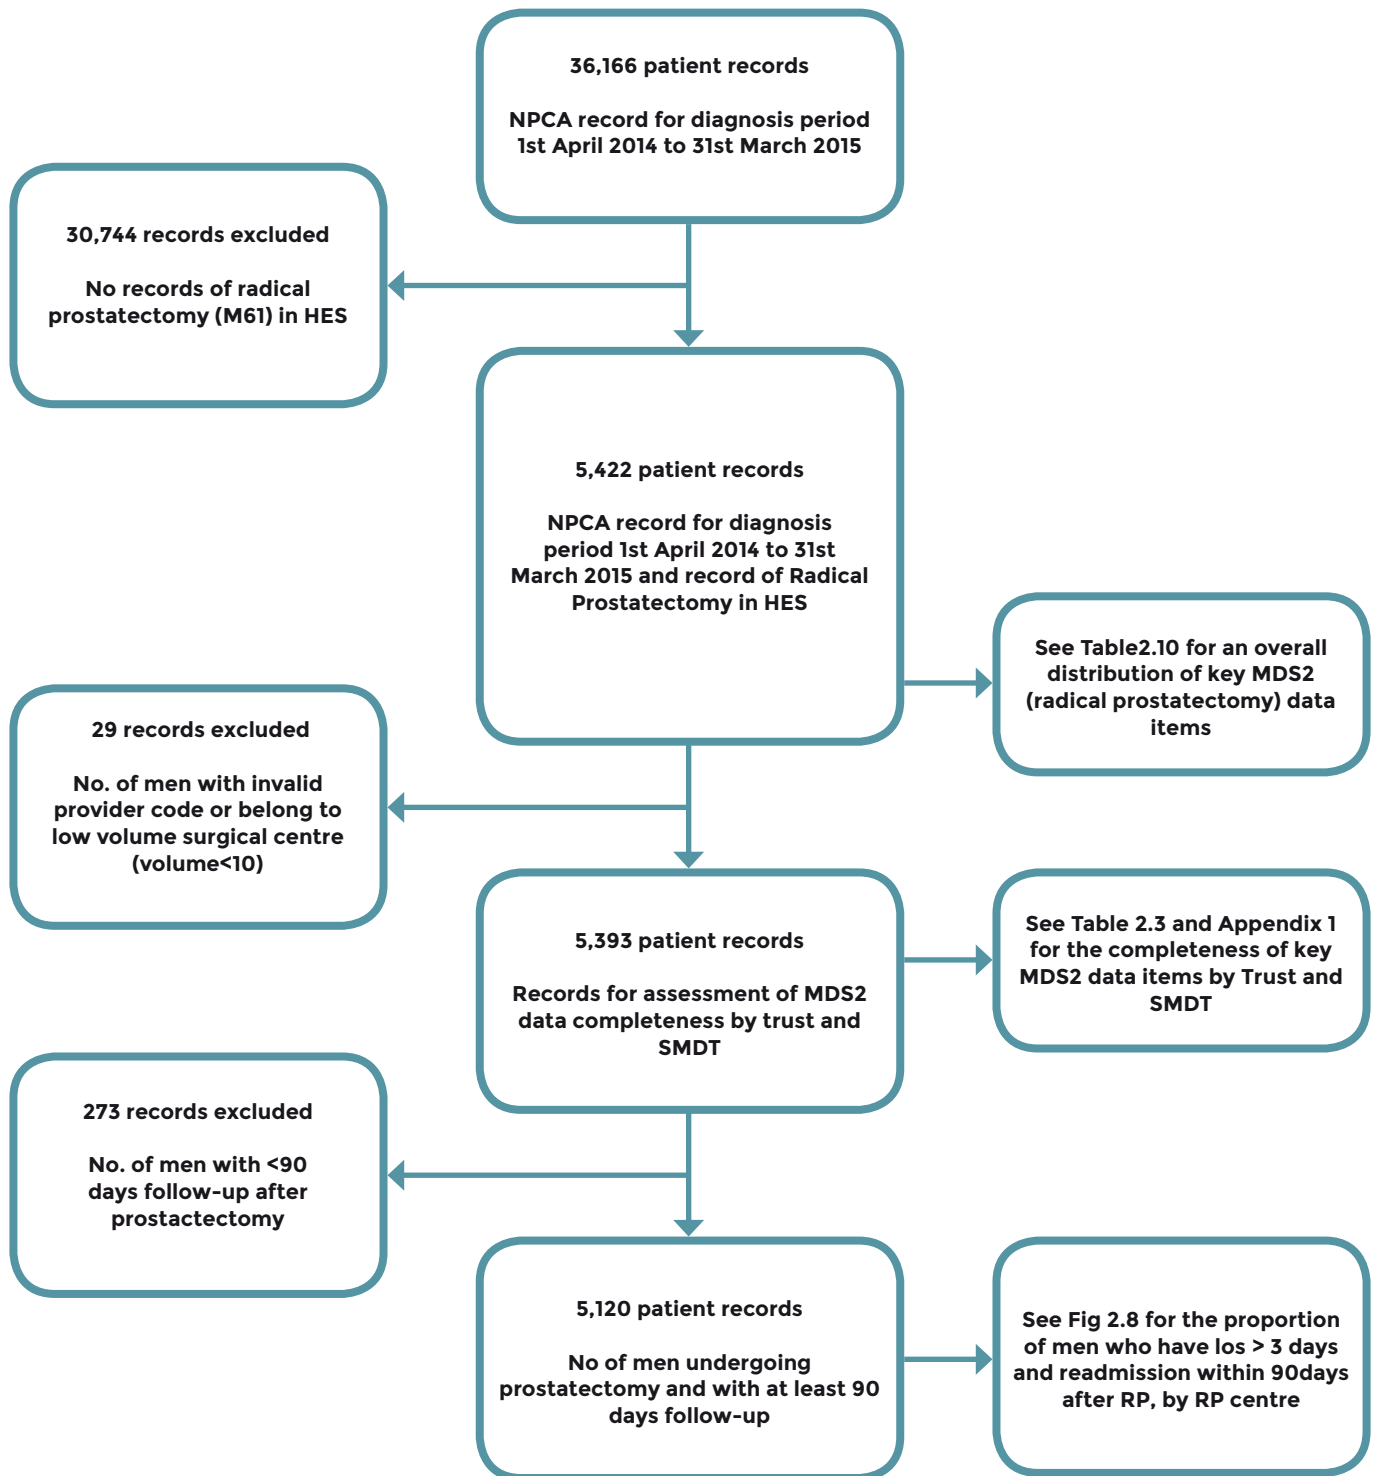 36,166 patient records
NPCA record for diagnosis period
1st April 2014 to 31st March 2015
30,744 records excluded
No records of radical
prostatectomy (M61) in HES
5,422 patient records
NPCA record for diagnosis
period 1st April 2014 to 31st
March 2015 and record of Radical
Prostatectomy in HES
See Table2.10 for an overall
distribution of key MDS2
(radical prostatectomy) data
items
29 records excluded
No. of men with invalid
provider code or belong to
low volume surgical centre
(volume<10)
5,393 patient records
Records for assessment of MDS2
data completeness by trust and
SMDT
See Table 2.3 and Appendix 1
for the completeness of key
MDS2 data items by Trust and
SMDT
273 records excluded
No. of men with <90
days follow-up after
prostactectomy
5,120 patient records
No of men undergoing
prostatectomy and with at least 90
days follow-up
See Fig 2.8 for the proportion
of men who have los > 3 days
and readmission within 90days
after RP, by RP centre